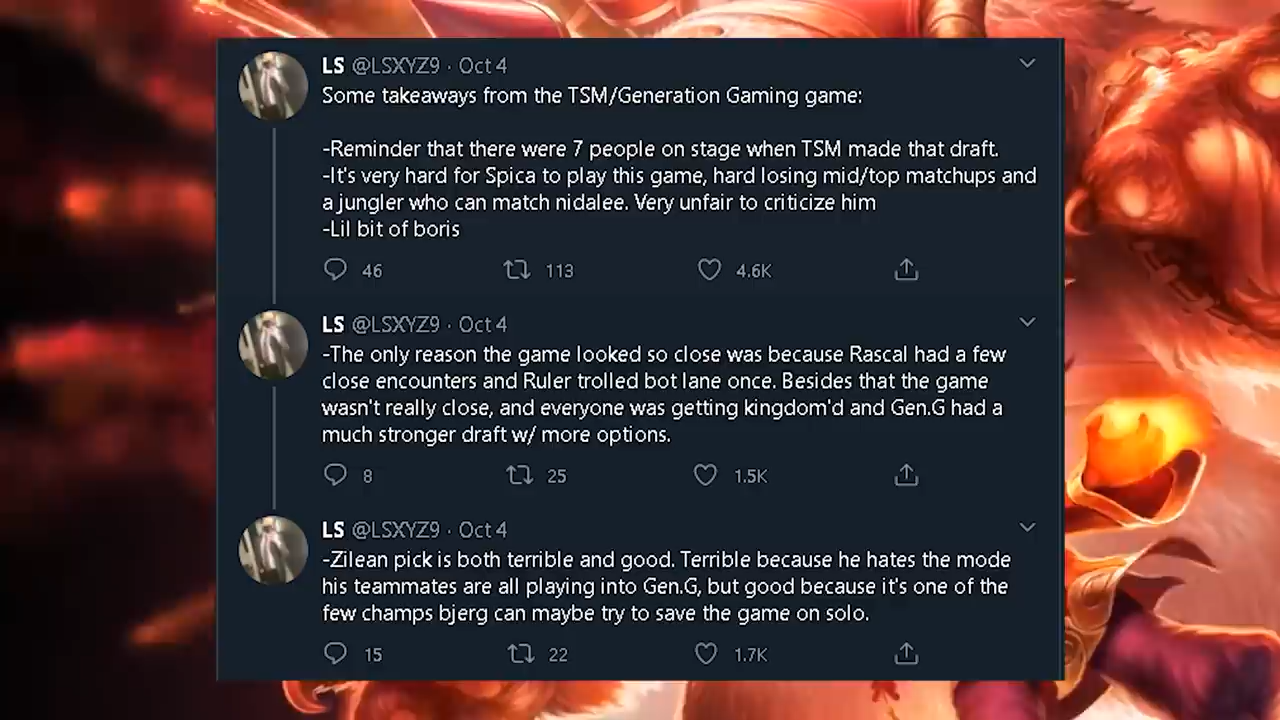 LS @LSXYZ9 · Oct 4
Some takeaways from the TSM/Generation Gaming game:
-Reminder that there were 7 people on stage when TSM made that draft.
-It's very hard for Spica to play this game, hard losing mid/top matchups and
a jungler who can match nidalee. Very unfair to criticize him
-Lil bit of boris
46 113 4.6K
LS @LSXYZ9 · Oct 4
-The only reason the game looked so close was because Rascal had a few
close encounters and Ruler trolled bot lane once. Besides that the game
wasn't really close, and everyone was getting kingdom'd and Gen.G had a
much stronger draft w/ more options.
8 25 1.5K
LS @LSXYZ9 · Oct 4
-Zilean pick is both terrible and good. Terrible because he hates the mode
his teammates are all playing into Gen.G, but good because it's one of the
few champs bjerg can maybe try to save the game on solo.
15 22 1.7K